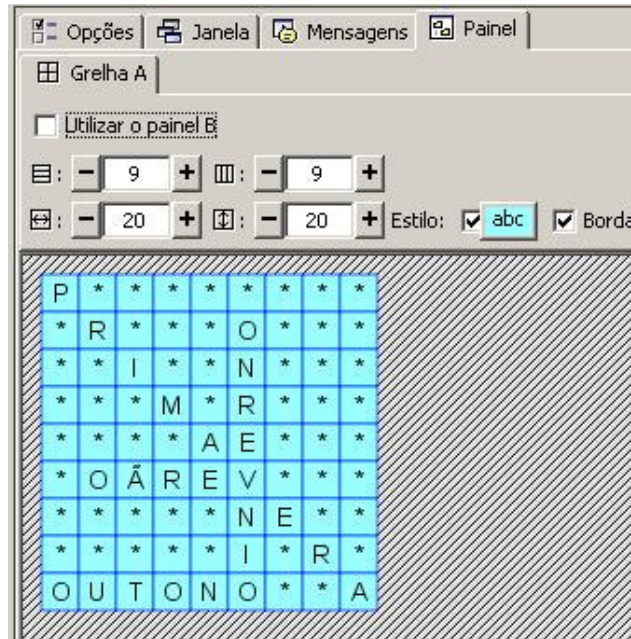 Opções Janela Mensagens Painel
Grelha A
Utilizar o painel B
: - 9 + : - 9 +
: - 20 + : - 20 + Estilo: abc Borda
P * * * * * * * *
* R * * * O * * *
* * I * * N * * *
* * * M * R * * *
* * * * A E * * *
* O Ã R E V * * *
* * * * * N E * *
* * * * * I * R *
O U T O N O * * A